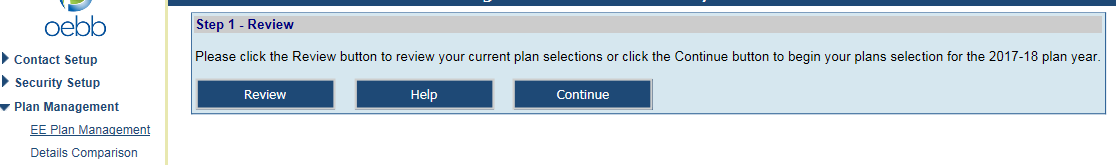 oebb
Contact Setup
Security Setup
Plan Management
EE Plan Management
Details Comparison
Step 1 - Review
Please click the Review button to review your current plan selections or click the Continue button to begin your plans selection for the 2017-18 plan year.
Review
Help
Continue